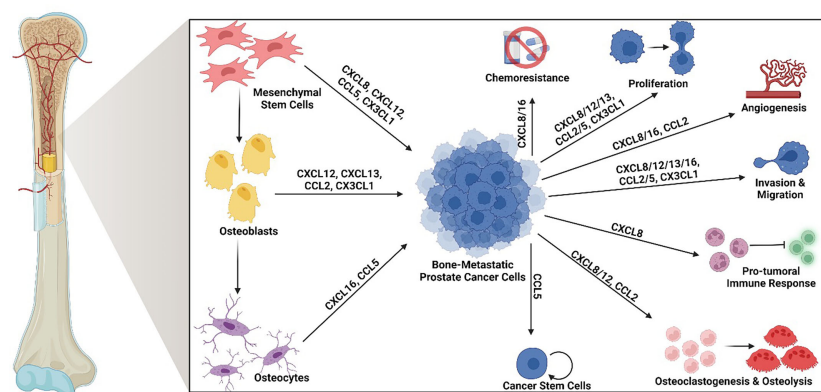 Mesenchymal
Stem Cells
CXCL8, CXCL12,
CCL5, CX3CL1
Osteoblasts
CXCL12, CXCL13,
CCL2, CX3CL1
Osteocytes
CXCL16, CCL5
Bone-Metastatic
Prostate Cancer Cells
Chemoresistance
CXCL8/16
Proliferation
CXCL8/12/13,
CCL2/5, CX3CL1
Angiogenesis
CXCL8/16, CCL2
Invasion &
Migration
CXCL8/12/13/16,
CCL2/5, CX3CL1
CXCL8
Pro-tumoral
Immune Response
CXCL8/12, CCL2
Osteoclastogenesis & Osteolysis
CCL5
Cancer Stem Cells